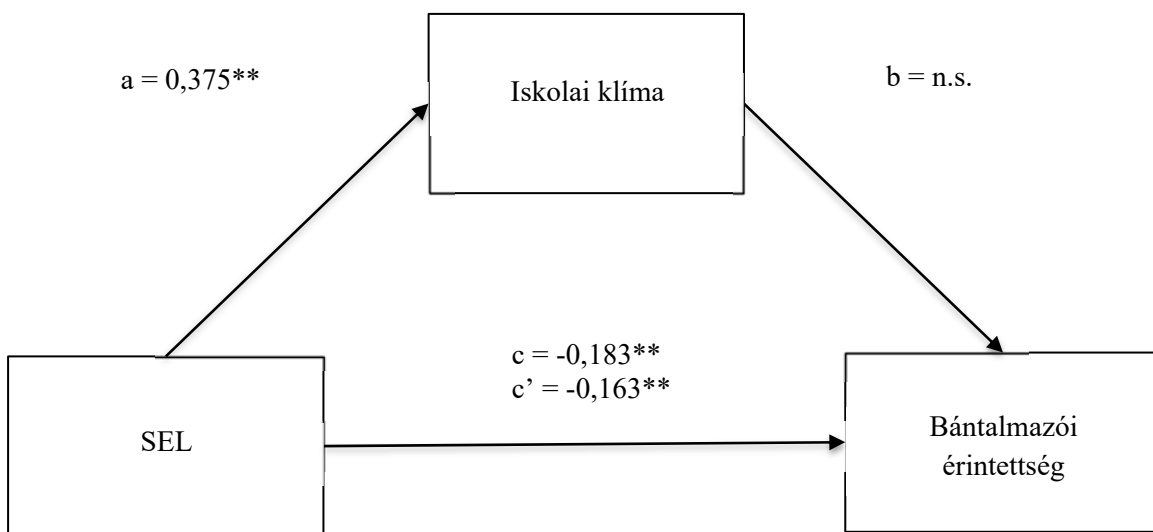 a = 0,375**
Iskolai klíma
b = n.s.
c = -0,183**
c’ = -0,163**
SEL
Bántalmazói
érintettség